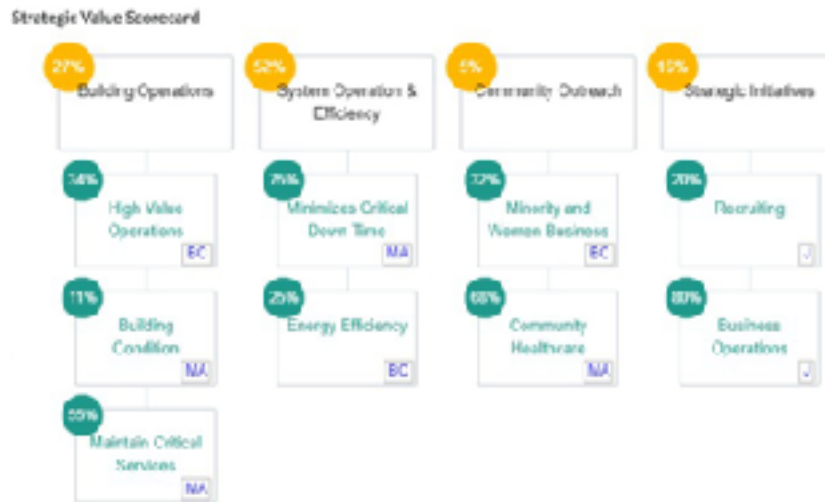 Strategic Value Scorecard
27%
Building Operations
52%
System Operation &
Efficiency
5%
Community Outreach
Strategic Initiatives
34%
High Value
Operations
BC
75%
Minimizes Critical
Down Time
MA
32%
Minority and
Women Business
BC
20%
Recruiting
11%
Building
Condition
MA
25%
Energy Efficiency
BC
68%
Community
Healthcare
MA
80%
Business
Operations
55%
Maintain Critical
Services
MA